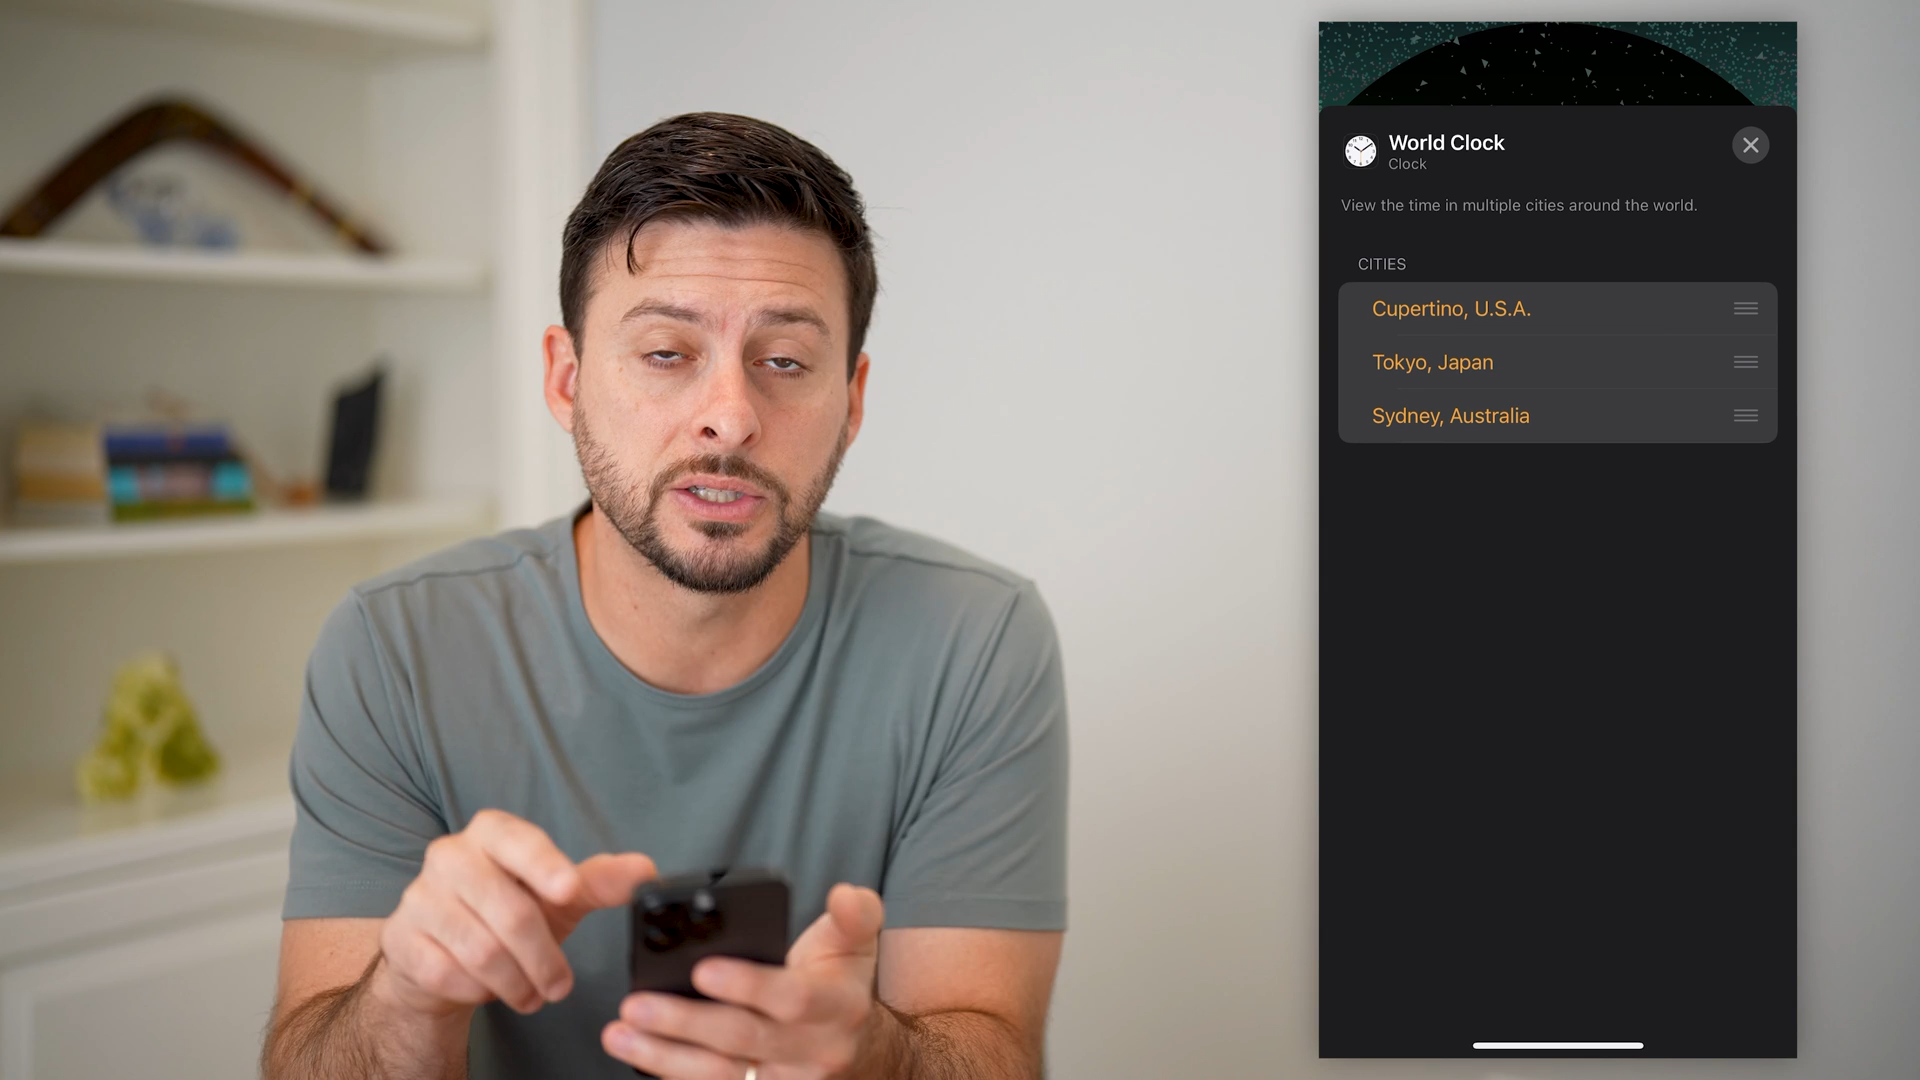 World Clock
Clock
View the time in multiple cities around the world.
CITIES
Cupertino, U.S.A.
Tokyo, Japan
Sydney, Australia